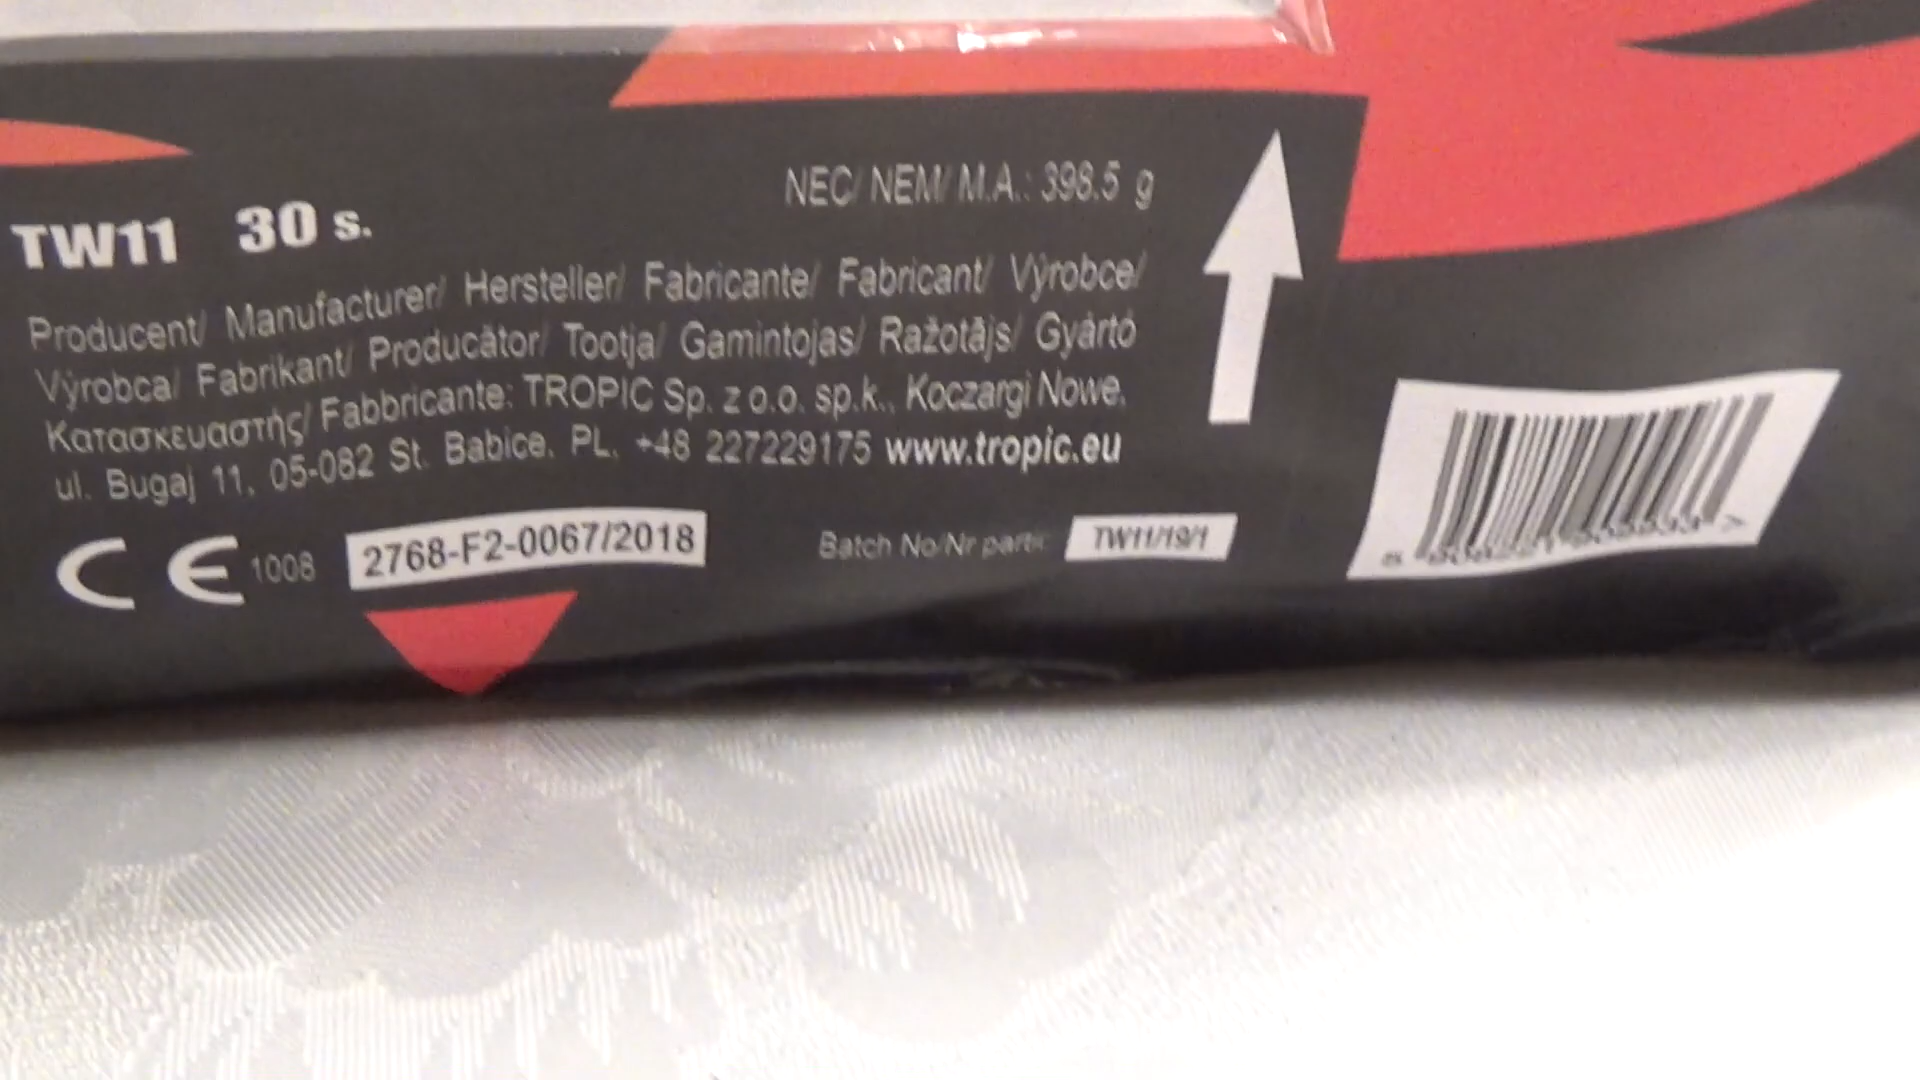 NEC/ NEM/ M.A.: 398.5 g
TW11 30 s.
Producent/ Manufacturer/ Hersteller/ Fabricante/ Fabricant/ Výrobce/
Výrobca/ Fabrikant/ Producător/ Tootja/ Gamintojas/ Ražotājs/ Gyártó
Κατασκευαστής/ Fabbricante: TROPIC Sp. z o.o. sp.k., Koczargi Nowe,
ul. Bugaj 11, 05-082 St. Babice, PL, +48 227229175 www.tropic.eu
CE 1008 2768-F2-0067/2018 Batch No/Nr partii: TW11/19/1